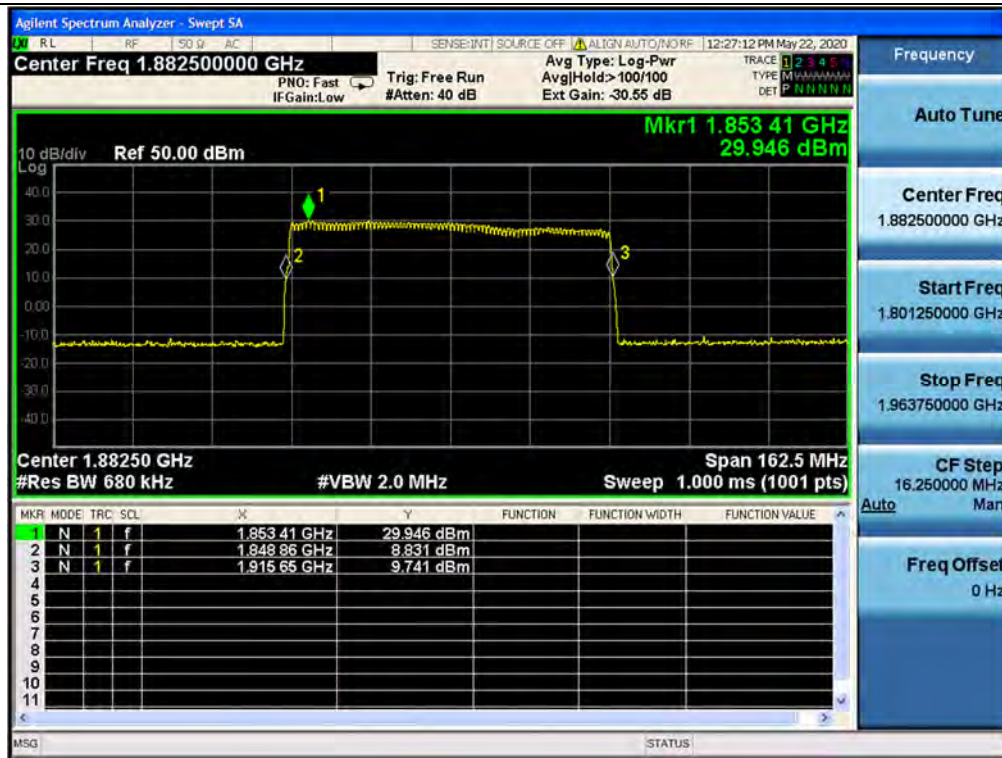 Agilent Spectrum Analyzer - Swept SA
LXI RL RF 50 Ω AC SENSE:INT SOURCE OFF ALIGN AUTO/NO RF 12:27:12 PM May 22, 2020
Center Freq 1.882500000 GHz
PNO: Fast
IFGain:Low
Trig: Free Run
#Atten: 40 dB
Avg Type: Log-Pwr
Avg|Hold:>100/100
Ext Gain: -30.55 dB
TRACE 1 2 3 4 5
TYPE M
DET P N N N N N
Mkr1 1.853 41 GHz
29.946 dBm
10 dB/div Ref 50.00 dBm
Log
40.0
30.0
20.0
10.0
0.00
-10.0
-20.0
-30.0
-40.0
1
2
3
Center 1.88250 GHz Span 162.5 MHz
#Res BW 680 kHz #VBW 2.0 MHz Sweep 1.000 ms (1001 pts)
MKR MODE TRC SCL X Y FUNCTION FUNCTION WIDTH FUNCTION VALUE
1 N 1 f 1.853 41 GHz 29.946 dBm
2 N 1 f 1.848 86 GHz 8.831 dBm
3 N 1 f 1.915 65 GHz 9.741 dBm
4
5
6
7
8
9
10
11
MSG STATUS
Frequency
Auto Tune
Center Freq
1.882500000 GHz
Start Freq
1.801250000 GHz
Stop Freq
1.963750000 GHz
CF Step
16.250000 MHz
Auto Man
Freq Offset
0 Hz